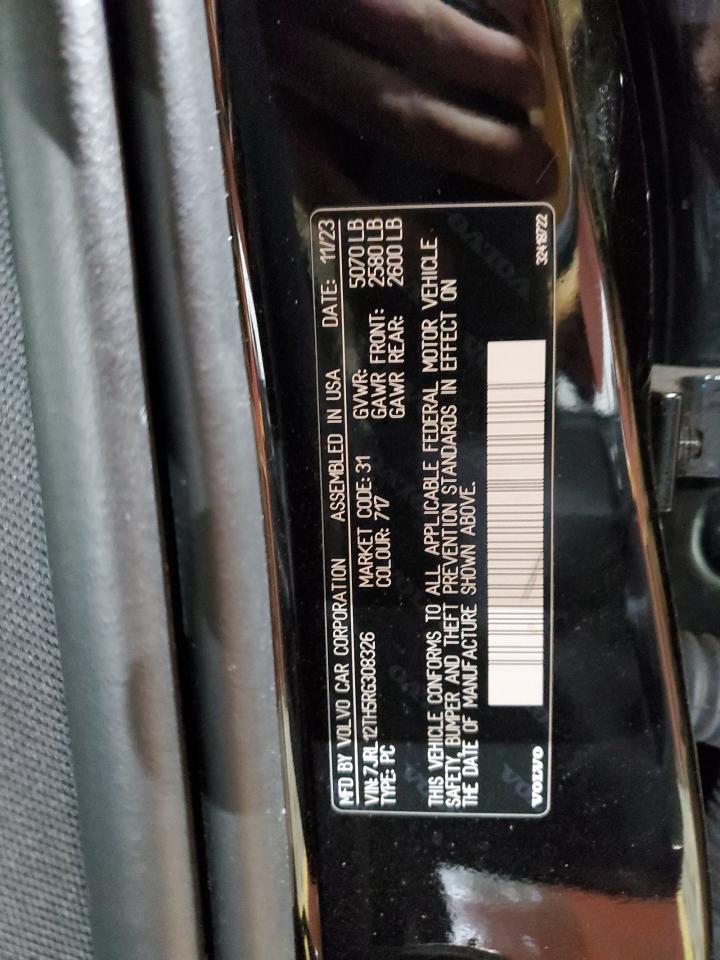 MFD BY VOLVO CAR CORPORATION ASSEMBLED IN USA DATE: 11/23
VIN: 7JRL12TH5RG308326 MARKET CODE: 31 GVWR: 5070 LB
TYPE: PC COLOUR: 717 GAWR FRONT: 2580 LB
GAWR REAR: 2600 LB
THIS VEHICLE CONFORMS TO ALL APPLICABLE FEDERAL MOTOR VEHICLE
SAFETY, BUMPER AND THEFT PREVENTION STANDARDS IN EFFECT ON
THE DATE OF MANUFACTURE SHOWN ABOVE.
VOLVO 32418722